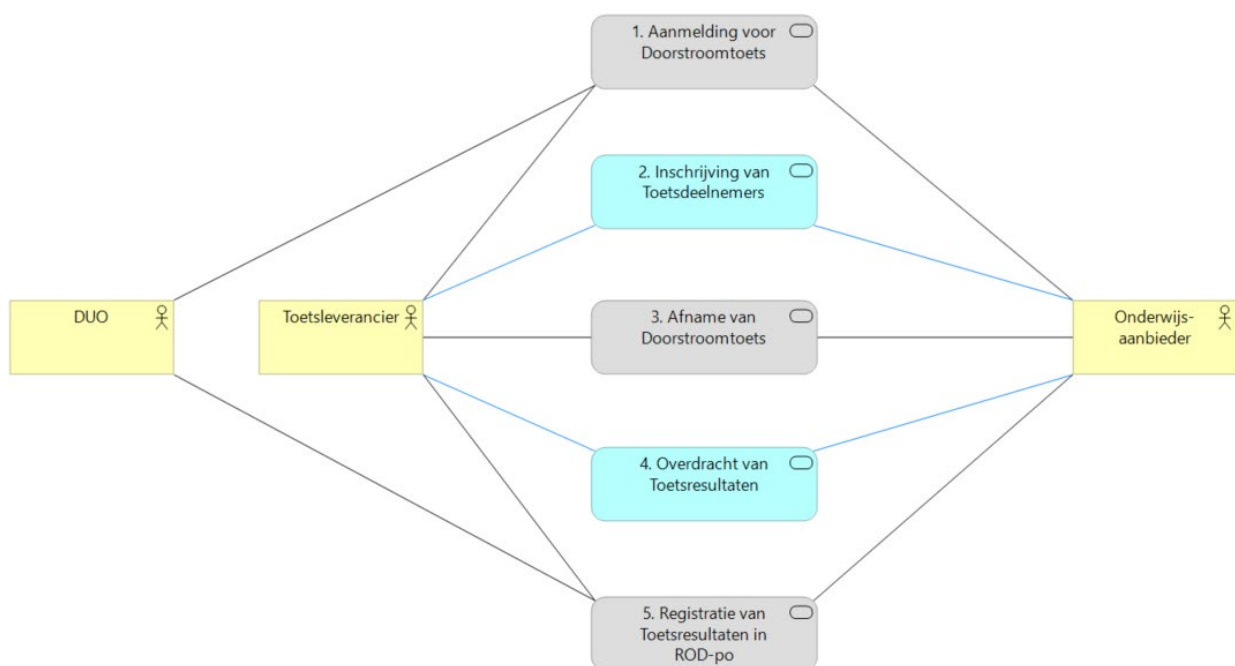 1. Aanmelding voor
Doorstroomtoets
2. Inschrijving van
Toetsdeelnemers
DUO
Toetsleverancier
3. Afname van
Doorstroomtoets
Onderwijs-
aanbieder
4. Overdracht van
Toetsresultaten
5. Registratie van
Toetsresultaten in
ROD-po